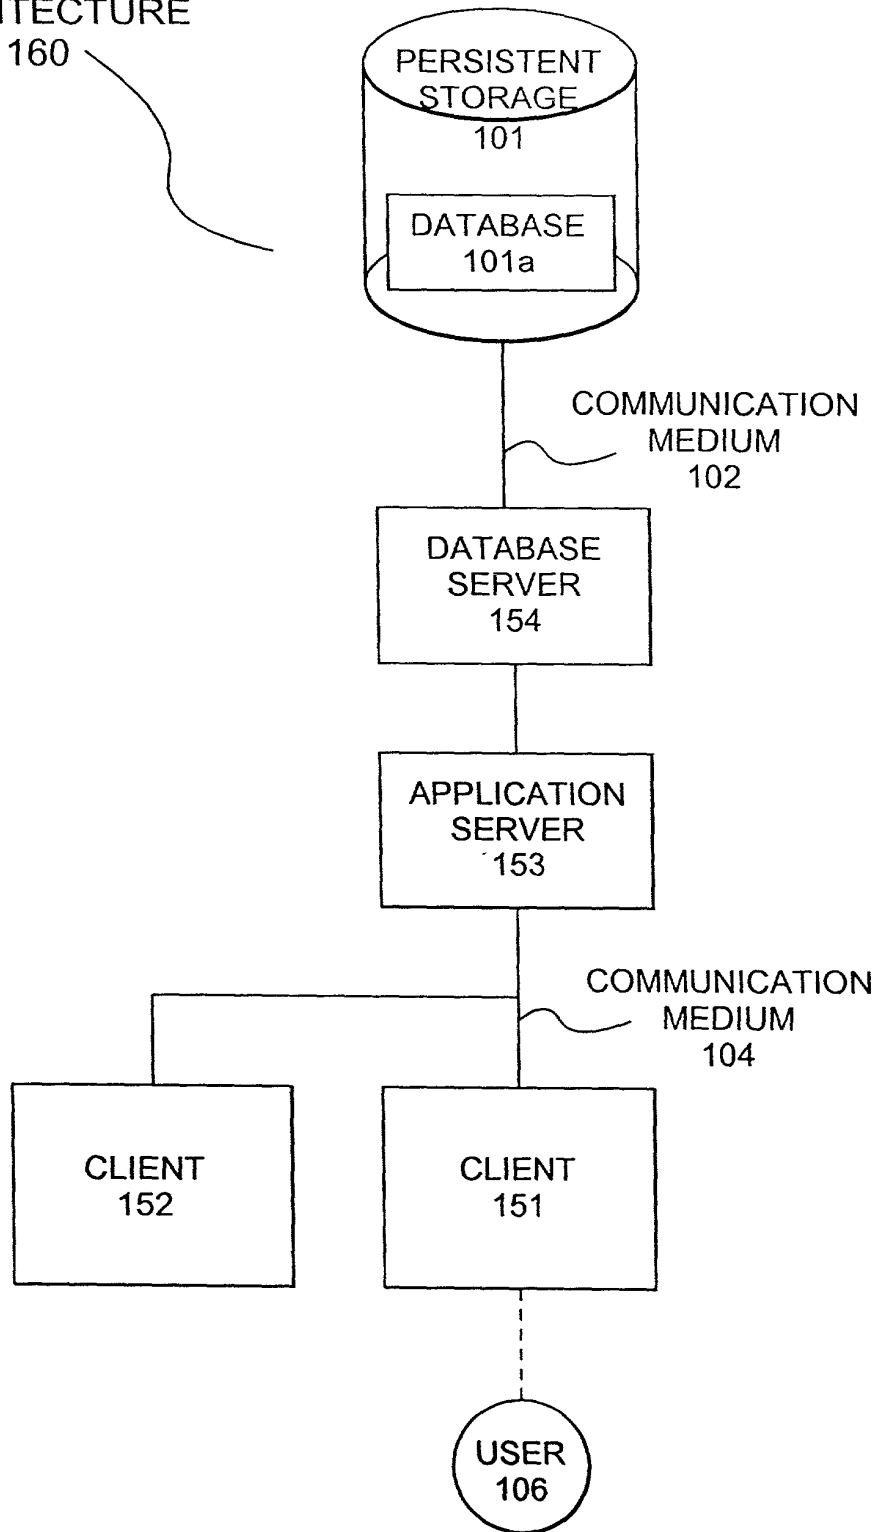 160
PERSISTENT
STORAGE
101
DATABASE
101a
COMMUNICATION
MEDIUM
102
DATABASE
SERVER
154
APPLICATION
SERVER
153
COMMUNICATION
MEDIUM
104
CLIENT
152
CLIENT
151
USER
106